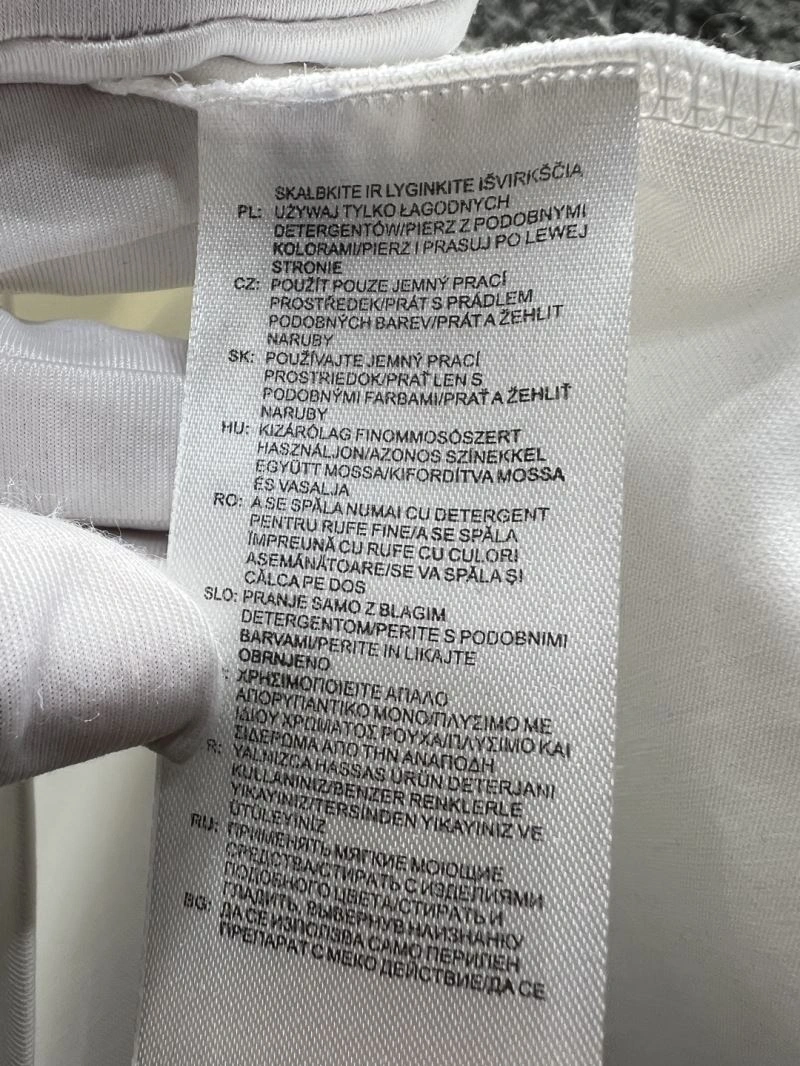 SKALBKITE IR LYGINKITE IŠVIRKŠČIA
PL: UŻYWAJ TYLKO ŁAGODNYCH
DETERGENTÓW/PIERZ Z PODOBNYMI
KOLORAMI/PIERZ I PRASUJ PO LEWEJ
STRONIE
CZ: POUŽÍT POUZE JEMNÝ PRACÍ
PROSTŘEDEK/PRÁT S PRÁDLEM
PODOBNÝCH BAREV/PRÁT A ŽEHLIT
NARUBY
SK: POUŽÍVAJTE JEMNÝ PRACÍ
PROSTRIEDOK/PRAŤ LEN S
PODOBNÝMI FARBAMI/PRAŤ A ŽEHLIŤ
NARUBY
HU: KIZÁRÓLAG FINOMMOSÓSZERT
HASZNÁLJON/AZONOS SZÍNEKKEL
EGYÜTT MOSSA/KIFORDÍTVA MOSSA
ÉS VASALJA
RO: A SE SPĂLA NUMAI CU DETERGENT
PENTRU RUFE FINE/A SE SPĂLA
ÎMPREUNĂ CU RUFE CU CULORI
ASEMĂNĂTOARE/SE VA SPĂLA ŞI
CĂLCA PE DOS
SLO: PRANJE SAMO Z BLAGIM
DETERGENTOM/PERITE S PODOBNIMI
BARVAMI/PERITE IN LIKAJTE
OBRNJENO
: ΧΡΗΣΙΜΟΠΟΙΕΙΤΕ ΑΠΑΛΟ
ΑΠΟΡΥΠΑΝΤΙΚΟ ΜΟΝΟ/ΠΛΥΣΙΜΟ ΜΕ
ΙΔΙΟΥ ΧΡΩΜΑΤΟΣ ΡΟΥΧΑ/ΠΛΥΣΙΜΟ ΚΑΙ
ΣΙΔΕΡΩΜΑ ΑΠΟ ΤΗΝ ΑΝΑΠΟΔΗ
R: YALNIZCA HASSAS ÜRÜN DETERJANI
KULLANINIZ/BENZER RENKLERLE
YIKAYINIZ/TERSİNDEN YIKAYINIZ VE
ÜTÜLEYİNİZ
RU: ПРИМЕНЯТЬ МЯГКИЕ МОЮЩИЕ
СРЕДСТВА/СТИРАТЬ С ИЗДЕЛИЯМИ
ПОДОБНОГО ЦВЕТА/СТИРАТЬ И
ГЛАДИТЬ, ВЫВЕРНУВ НАИЗНАНКУ
BG: ДА СЕ ИЗПОЛЗВА САМО ПЕРИЛЕН
ПРЕПАРАТ С МЕКО ДЕЙСТВИЕ/ДА СЕ